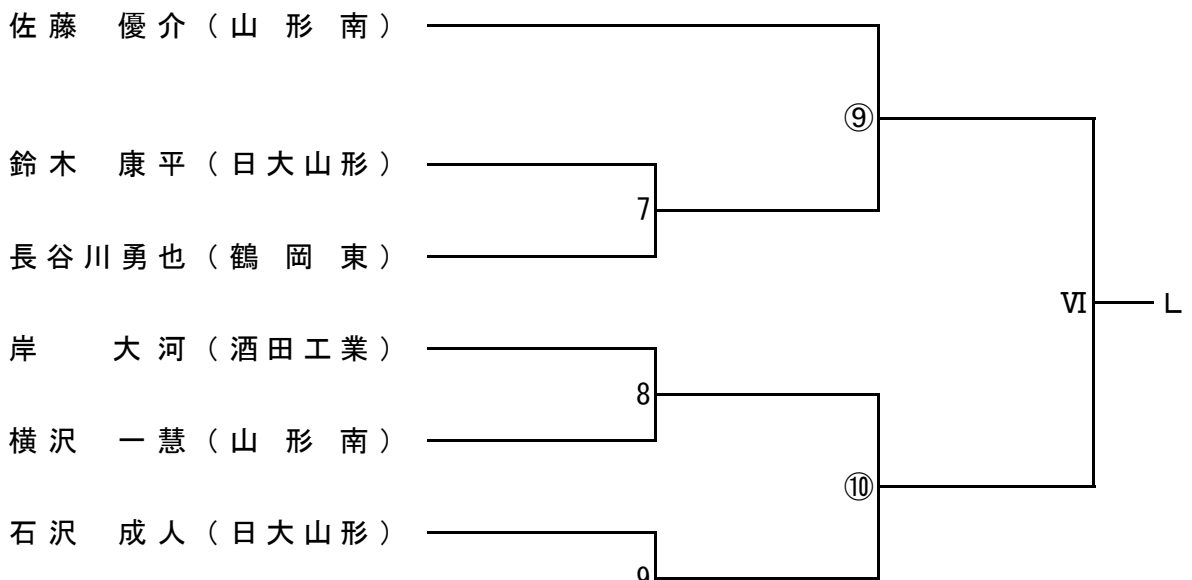 佐藤 優介(山形南)
⑨
鈴木 康平(日大山形)
7
長谷川勇也(鶴岡東)
Ⅵ L
岸 大河(酒田工業)
8
横沢 一慧(山形南)
⑩
石沢 成人(日大山形)
9